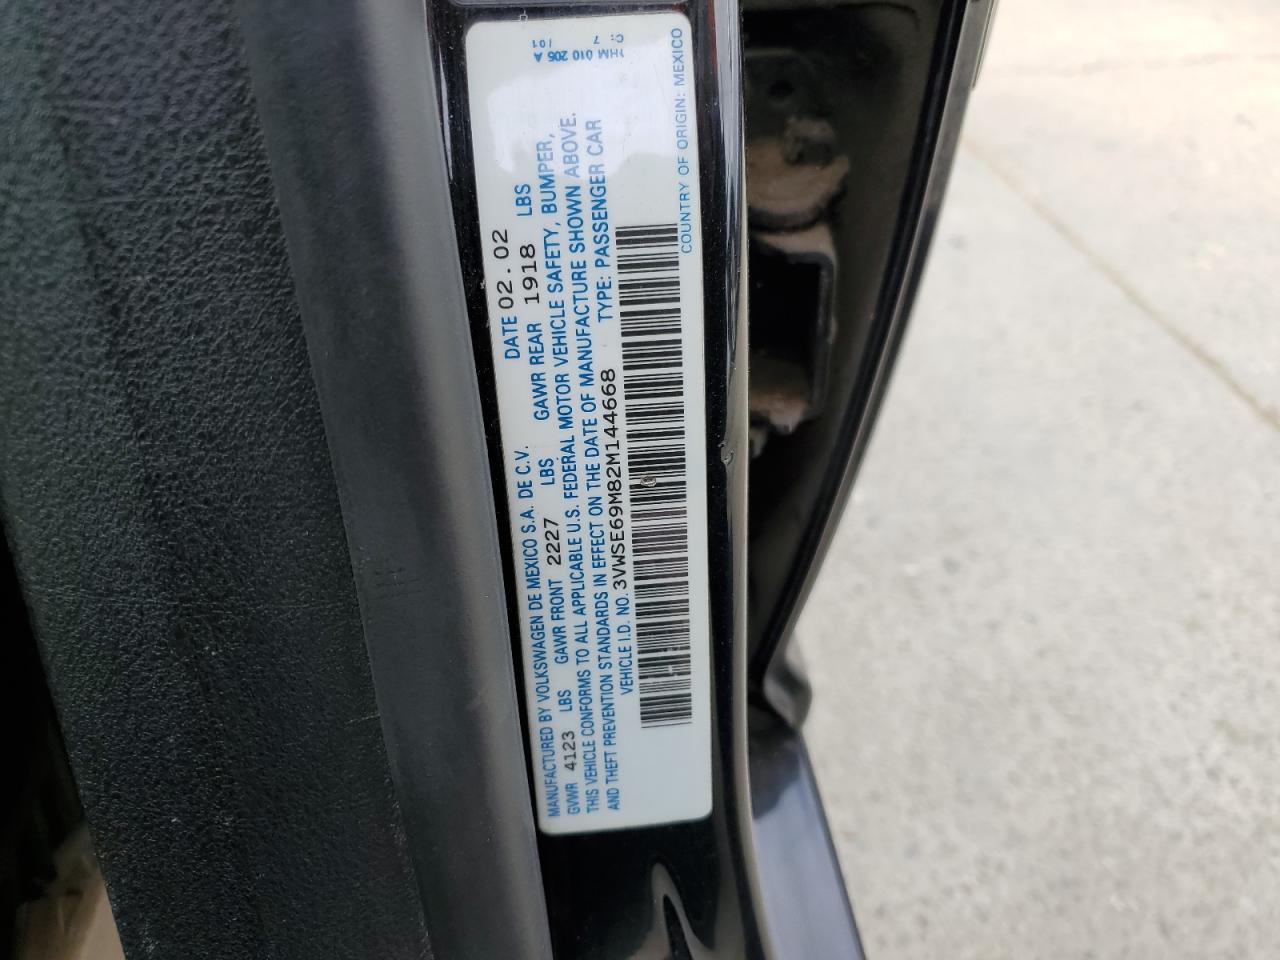 MANUFACTURED BY VOLKSWAGEN DE MEXICO S.A. DE C.V. DATE 02.02
GVWR 4123 LBS GAWR FRONT 2227 LBS GAWR REAR 1918 LBS
THIS VEHICLE CONFORMS TO ALL APPLICABLE U.S. FEDERAL MOTOR VEHICLE SAFETY, BUMPER,
AND THEFT PREVENTION STANDARDS IN EFFECT ON THE DATE OF MANUFACTURE SHOWN ABOVE.
VEHICLE I.D. NO. 3VWSE69M82M144668 TYPE: PASSENGER CAR
COUNTRY OF ORIGIN: MEXICO
010 205 A